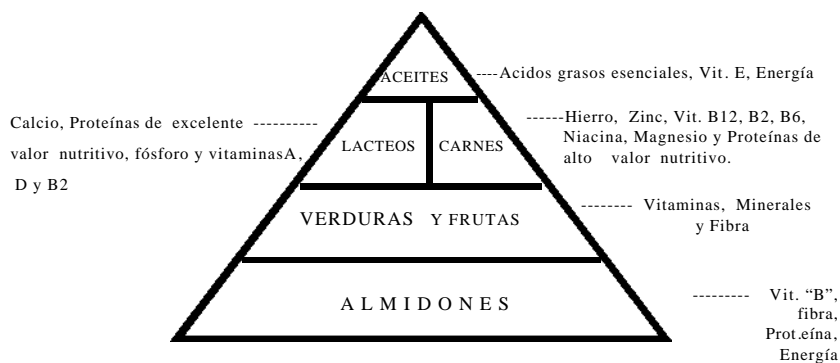 ACEITES
----Acidos grasos esenciales, Vit. E, Energía
Calcio, Proteínas de excelente ----------
valor nutritivo, fósforo y vitaminasA,
D y B2
LACTEOS
CARNES
------Hierro, Zinc, Vit. B12, B2, B6,
Niacina, Magnesio y Proteínas de
alto valor nutritivo.
VERDURAS Y FRUTAS
-------- Vitaminas, Minerales
y Fibra
ALMIDONES
--------- Vit. “B”,
fibra,
Prot.eína,
Energía